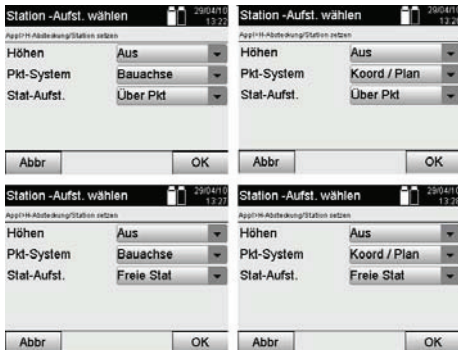 Station -Aufst. wählen 29/04/10 13:22
Appl>H-Absteckung/Station setzen
Höhen Aus
Pkt-System Bauachse
Stat-Aufst. Über Pkt
Abbr OK
Station -Aufst. wählen 29/04/10
Appl>H-Absteckung/Station setzen
Höhen Aus
Pkt-System Koord / Plan
Stat-Aufst. Über Pkt
Abbr OK
Station -Aufst. wählen 29/04/10 13:27
Appl>H-Absteckung/Station setzen
Höhen Aus
Pkt-System Bauachse
Stat-Aufst. Freie Stat
Abbr OK
Station -Aufst. wählen 29/04/10
Appl>H-Absteckung/Station setzen
Höhen Aus
Pkt-System Koord / Plan
Stat-Aufst. Freie Stat
Abbr OK